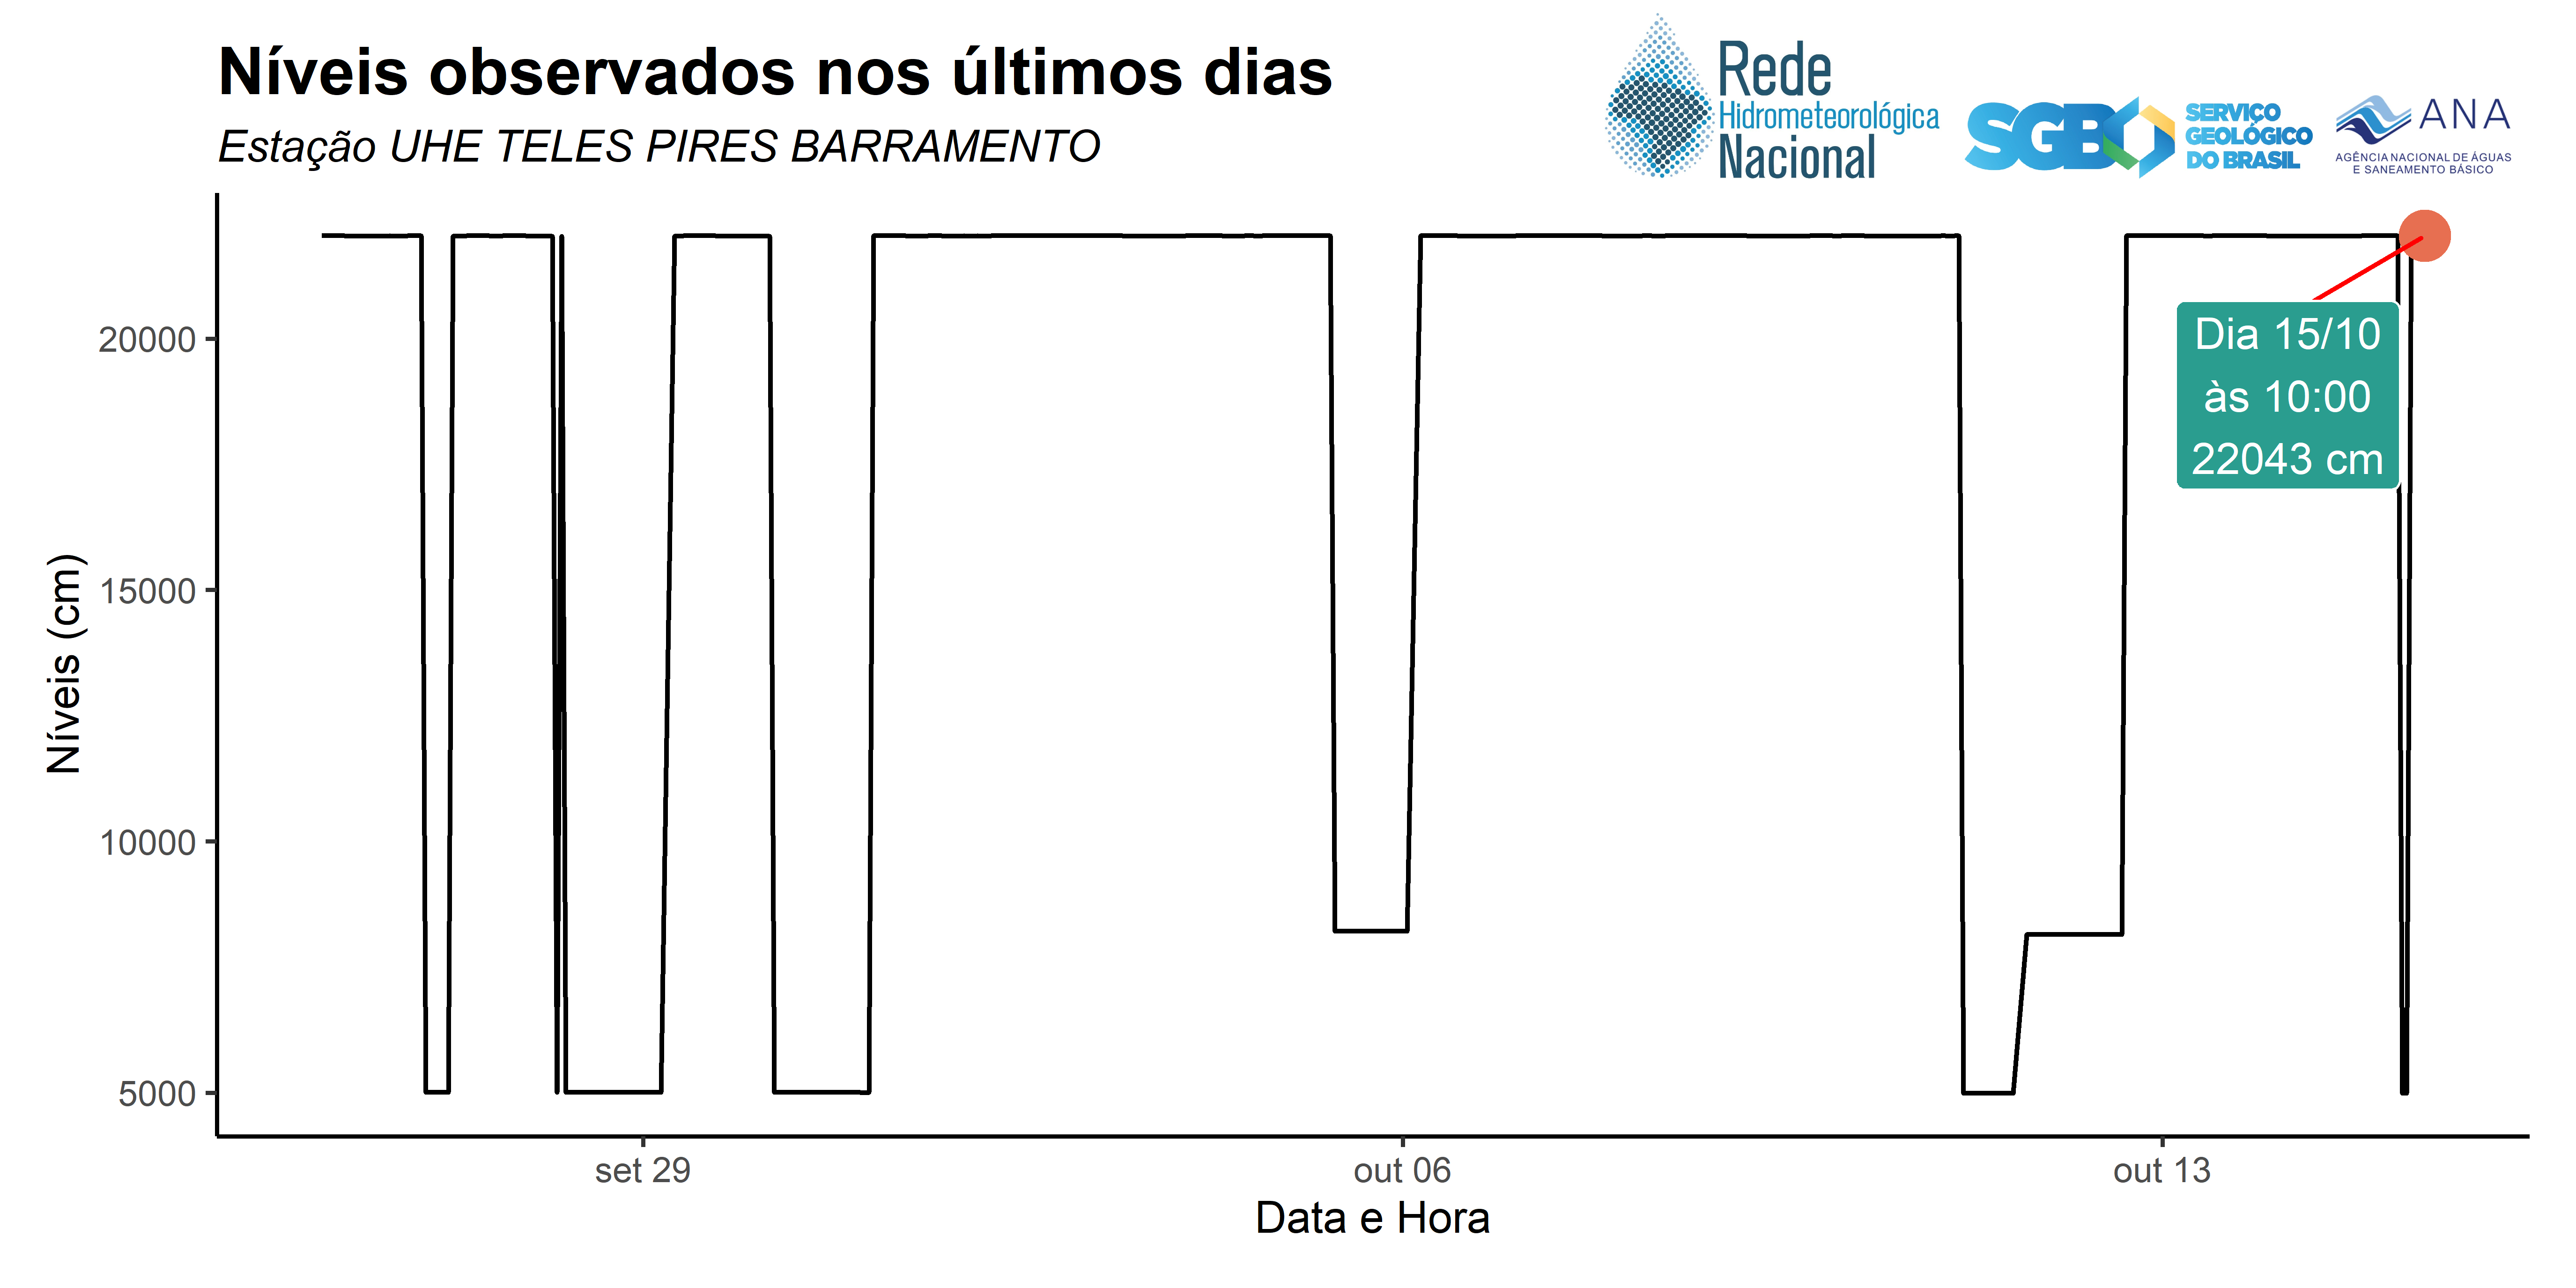 Níveis observados nos últimos dias
Estação UHE TELES PIRES BARRAMENTO
Rede
Hidrometeorológica
Nacional
SGB
SERVIÇO
GEOLÓGICO
DO BRASIL
ANA
AGÊNCIA NACIONAL DE ÁGUAS
E SANEAMENTO BÁSICO
Níveis (cm)
20000
15000
10000
5000
Dia 15/10
às 10:00
22043 cm
set 29
out 06
out 13
Data e Hora